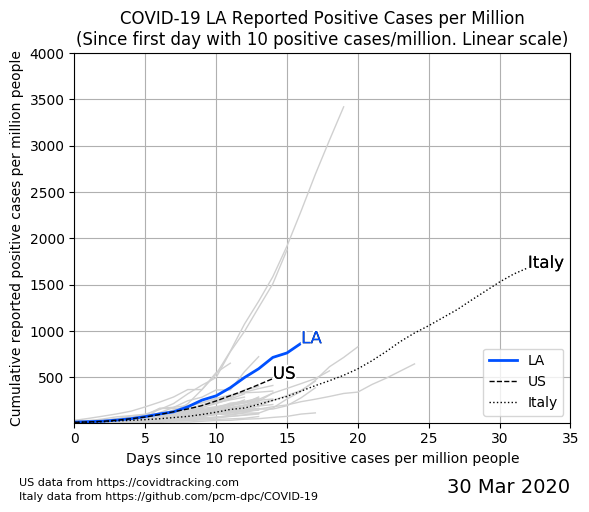 COVID-19 LA Reported Positive Cases per Million
(Since first day with 10 positive cases/million. Linear scale)
Cumulative reported positive cases per million people
4000
3500
3000
2500
2000
1500
1000
500
Italy
LA
US
LA
US
Italy
0
5
10
15
20
25
30
35
Days since 10 reported positive cases per million people
US data from https://covidtracking.com
Italy data from https://github.com/pcm-dpc/COVID-19
30 Mar 2020